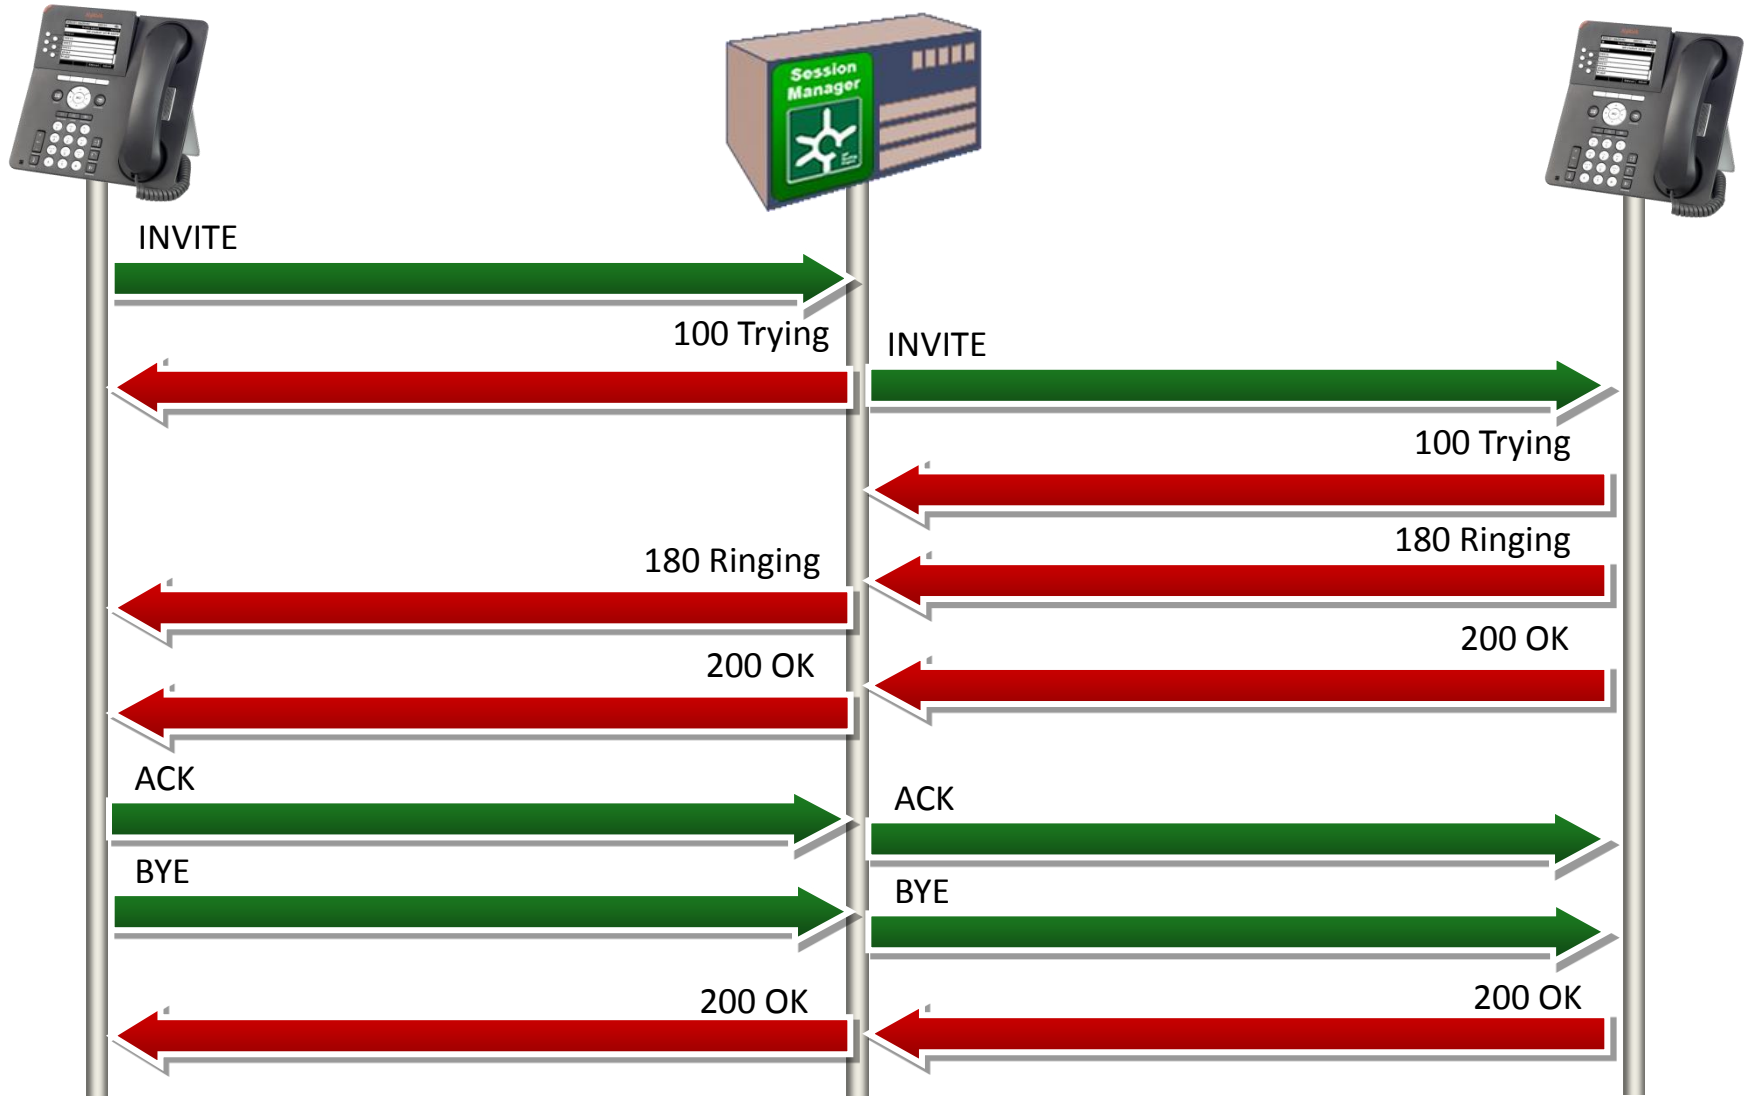 Session
Manager
INVITE
100 Trying
INVITE
100 Trying
180 Ringing
180 Ringing
200 OK
200 OK
ACK
ACK
BYE
BYE
200 OK
200 OK